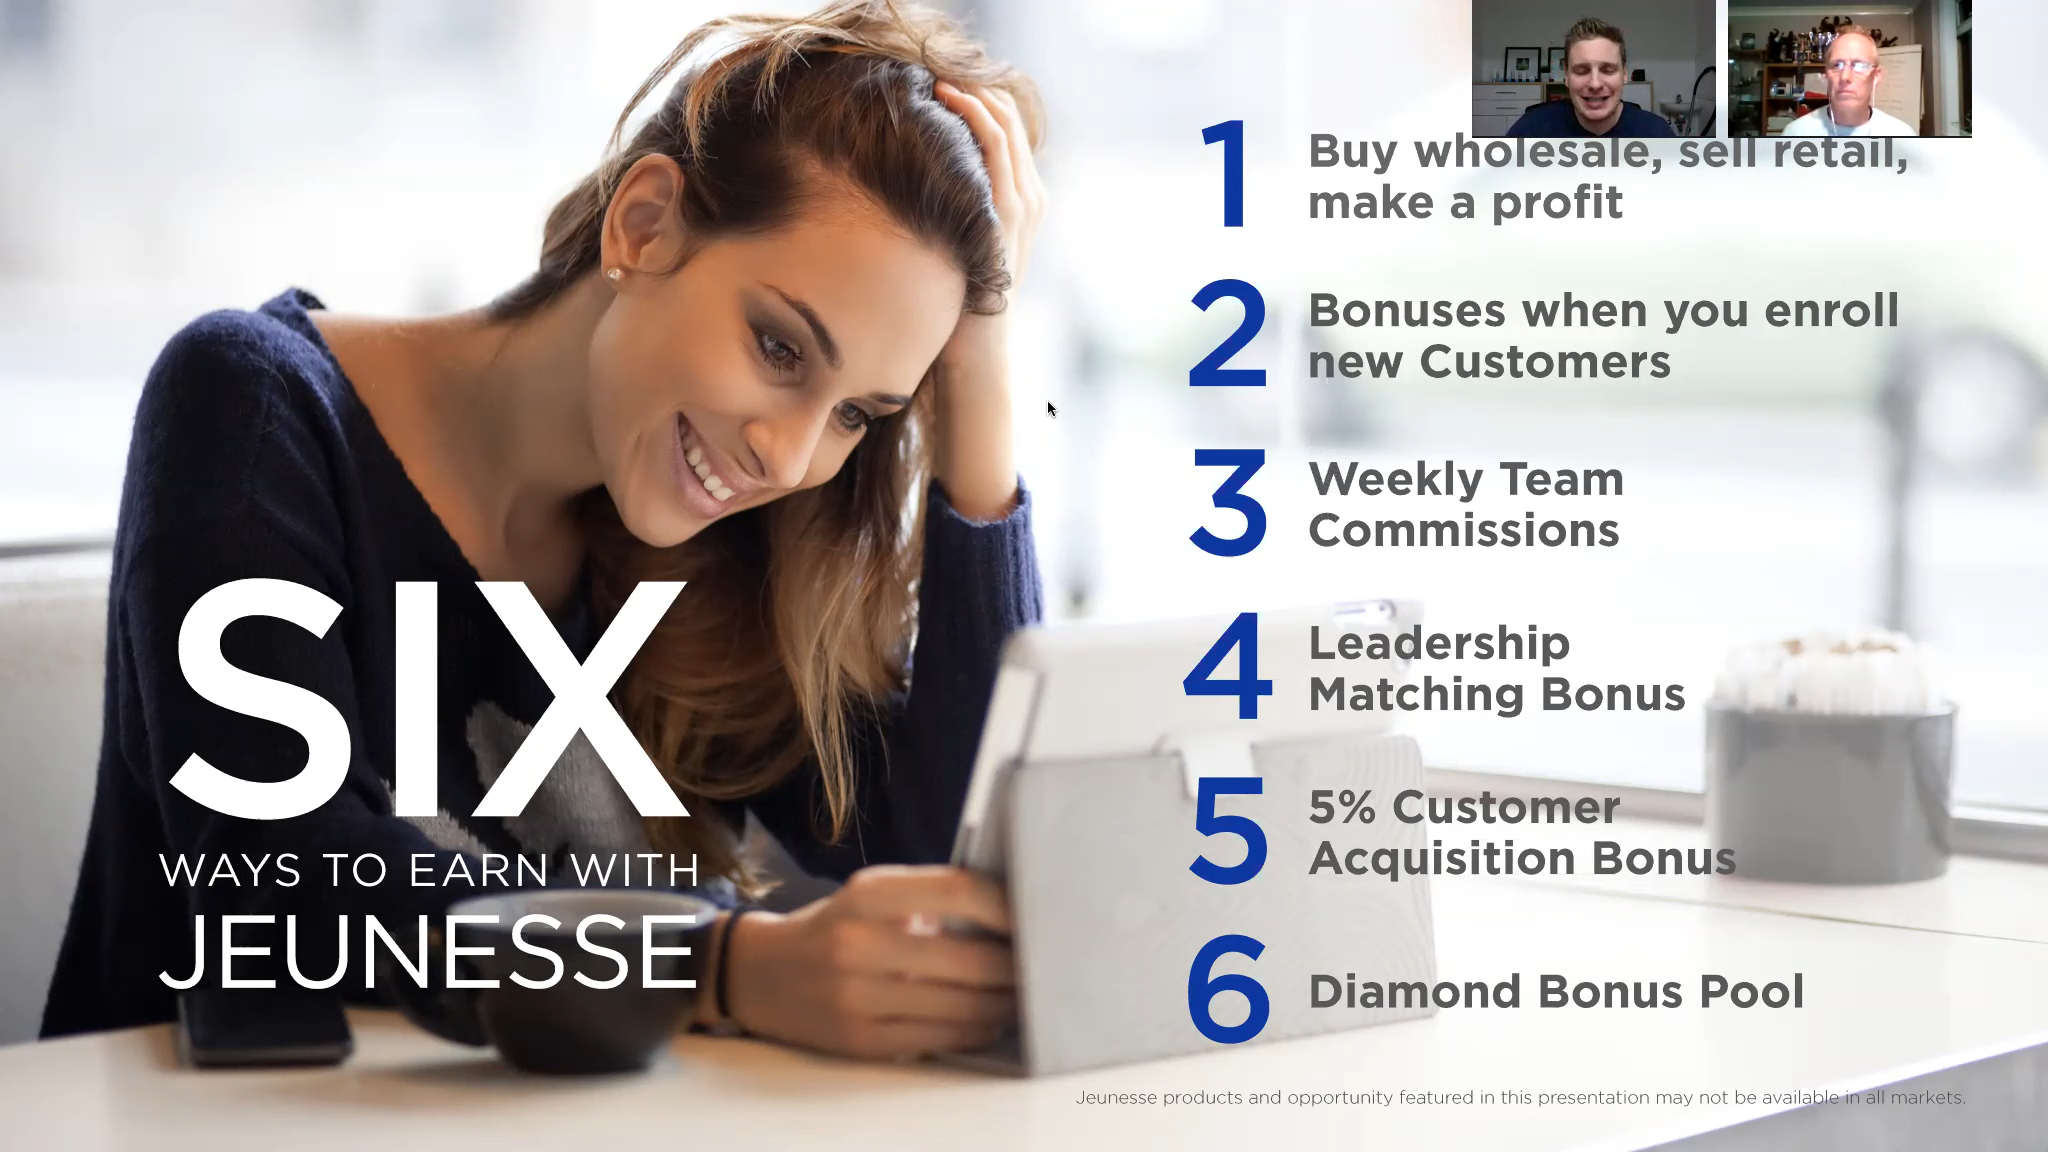 SIX
WAYS TO EARN WITH
JEUNESSE
1
Buy wholesale, sell retail,
make a profit
2
Bonuses when you enroll
new Customers
3
Weekly Team
Commissions
4
Leadership
Matching Bonus
5
5% Customer
Acquisition Bonus
6
Diamond Bonus Pool
Jeunesse products and opportunity featured in this presentation may not be available in all markets.